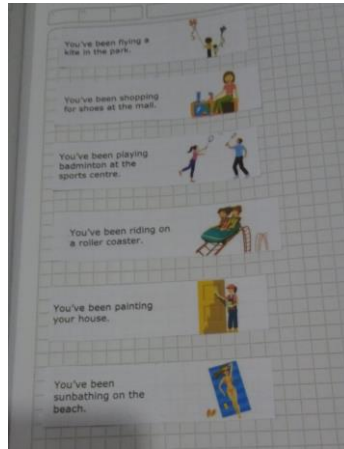 You've been flying a
kite in the park.
You've been shopping
for shoes at the mall.
You've been playing
badminton at the
sports centre.
You've been riding on
a roller coaster.
You've been painting
your house.
You've been
sunbathing on the
beach.